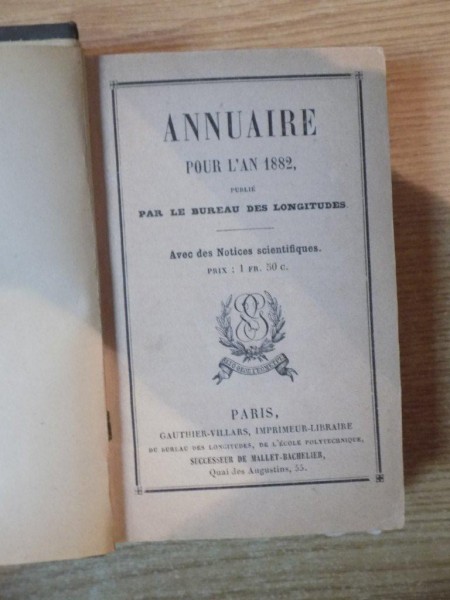 ANNUAIRE
POUR L'AN 1882,
PUBLIÉ
PAR LE BUREAU DES LONGITUDES.
Avec des Notices scientifiques.
PRIX : 1 FR. 50 C.
PARIS,
GAUTHIER-VILLARS, IMPRIMEUR-LIBRAIRE
DU BUREAU DES LONGITUDES, DE L'ÉCOLE POLYTECHNIQUE,
SUCCESSEUR DE MALLET-BACHELIER,
Quai des Augustins, 55.